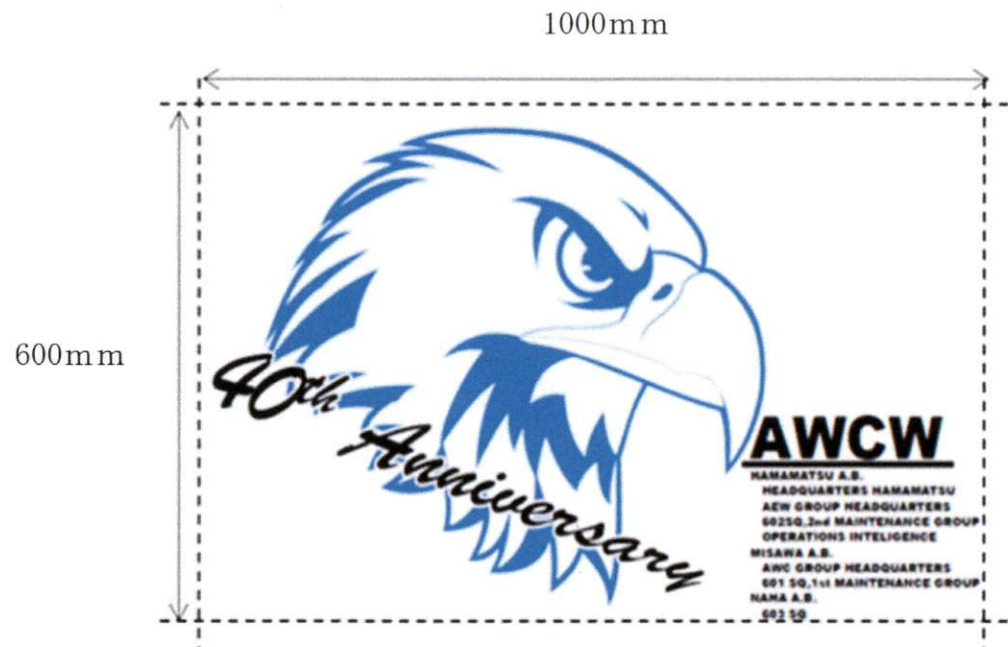 1000mm
600mm
40th Anniversary
AWCW
HAMAMATSU A.B.
HEADQUARTERS HAMAMATSU
AEW GROUP HEADQUARTERS
602SQ,2nd MAINTENANCE GROUP
OPERATIONS INTELIGENCE
MISAWA A.B.
AWC GROUP HEADQUARTERS
601 SQ,1st MAINTENANCE GROUP
NAHA A.B.
603 SQ